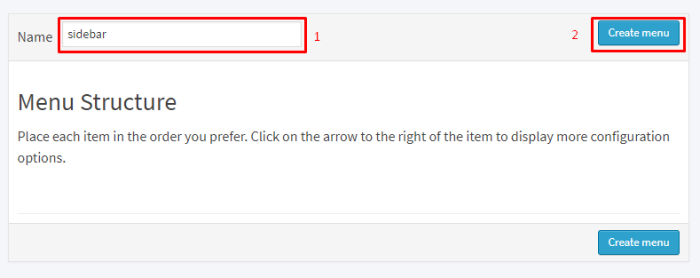 Name sidebar 1 2 Create menu
Menu Structure
Place each item in the order you prefer. Click on the arrow to the right of the item to display more configuration
options.
Create menu